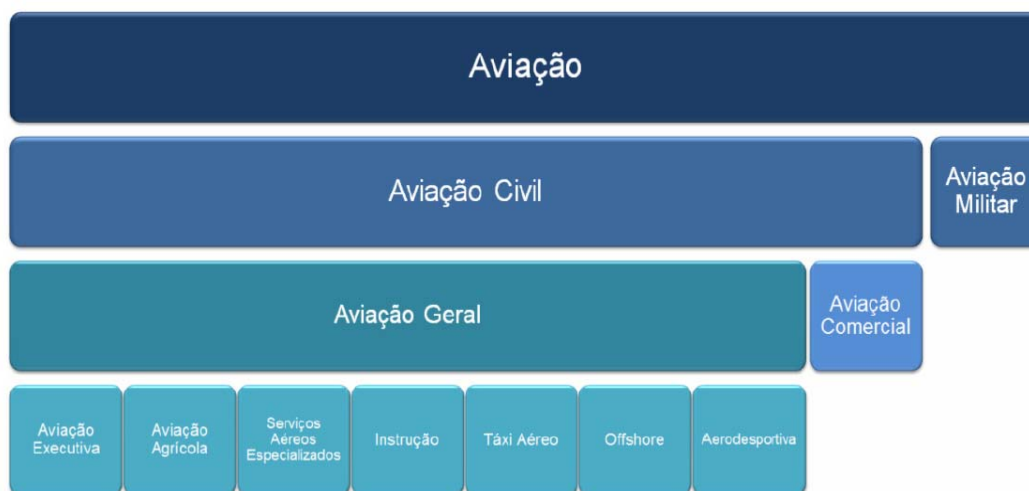 Aviação
Aviação Civil
Aviação
Militar
Aviação Geral
Aviação
Comercial
Aviação
Executiva
Aviação
Agrícola
Serviços
Aéreos
Especializados
Instrução
Táxi Aéreo
Offshore
Aerodesportiva